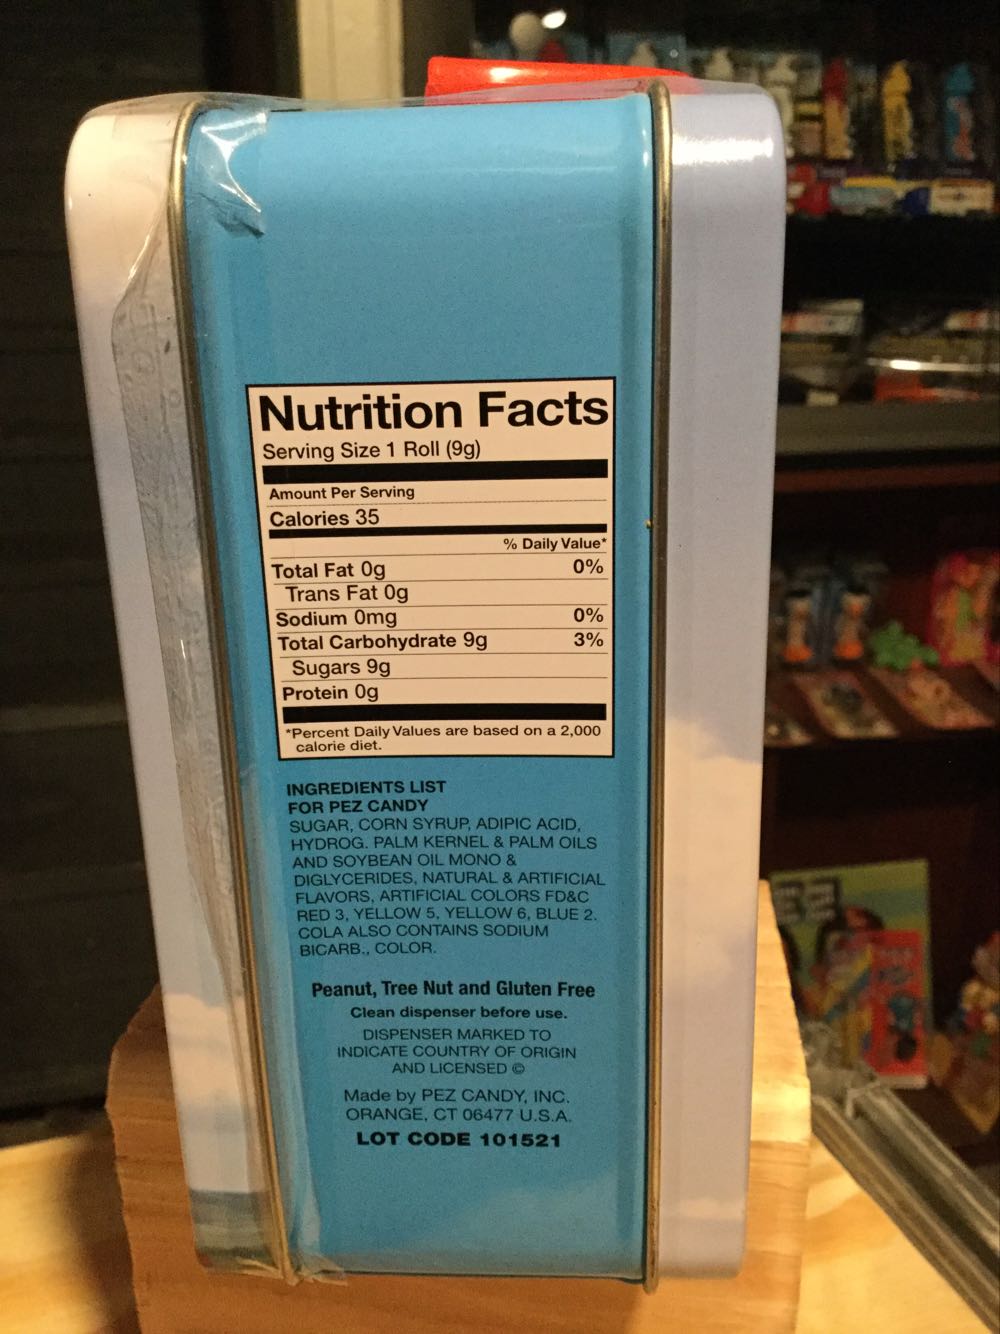 Nutrition Facts
Serving Size 1 Roll (9g)
Amount Per Serving
Calories 35
% Daily Value*
Total Fat 0g 0%
Trans Fat 0g
Sodium 0mg 0%
Total Carbohydrate 9g 3%
Sugars 9g
Protein 0g
*Percent Daily Values are based on a 2,000
calorie diet.
INGREDIENTS LIST
FOR PEZ CANDY
SUGAR, CORN SYRUP, ADIPIC ACID,
HYDROG. PALM KERNEL & PALM OILS
AND SOYBEAN OIL MONO &
DIGLYCERIDES, NATURAL & ARTIFICIAL
FLAVORS, ARTIFICIAL COLORS FD&C
RED 3, YELLOW 5, YELLOW 6, BLUE 2.
COLA ALSO CONTAINS SODIUM
BICARB., COLOR.
Peanut, Tree Nut and Gluten Free
Clean dispenser before use.
DISPENSER MARKED TO
INDICATE COUNTRY OF ORIGIN
AND LICENSED ©
Made by PEZ CANDY, INC.
ORANGE, CT 06477 U.S.A.
LOT CODE 101521